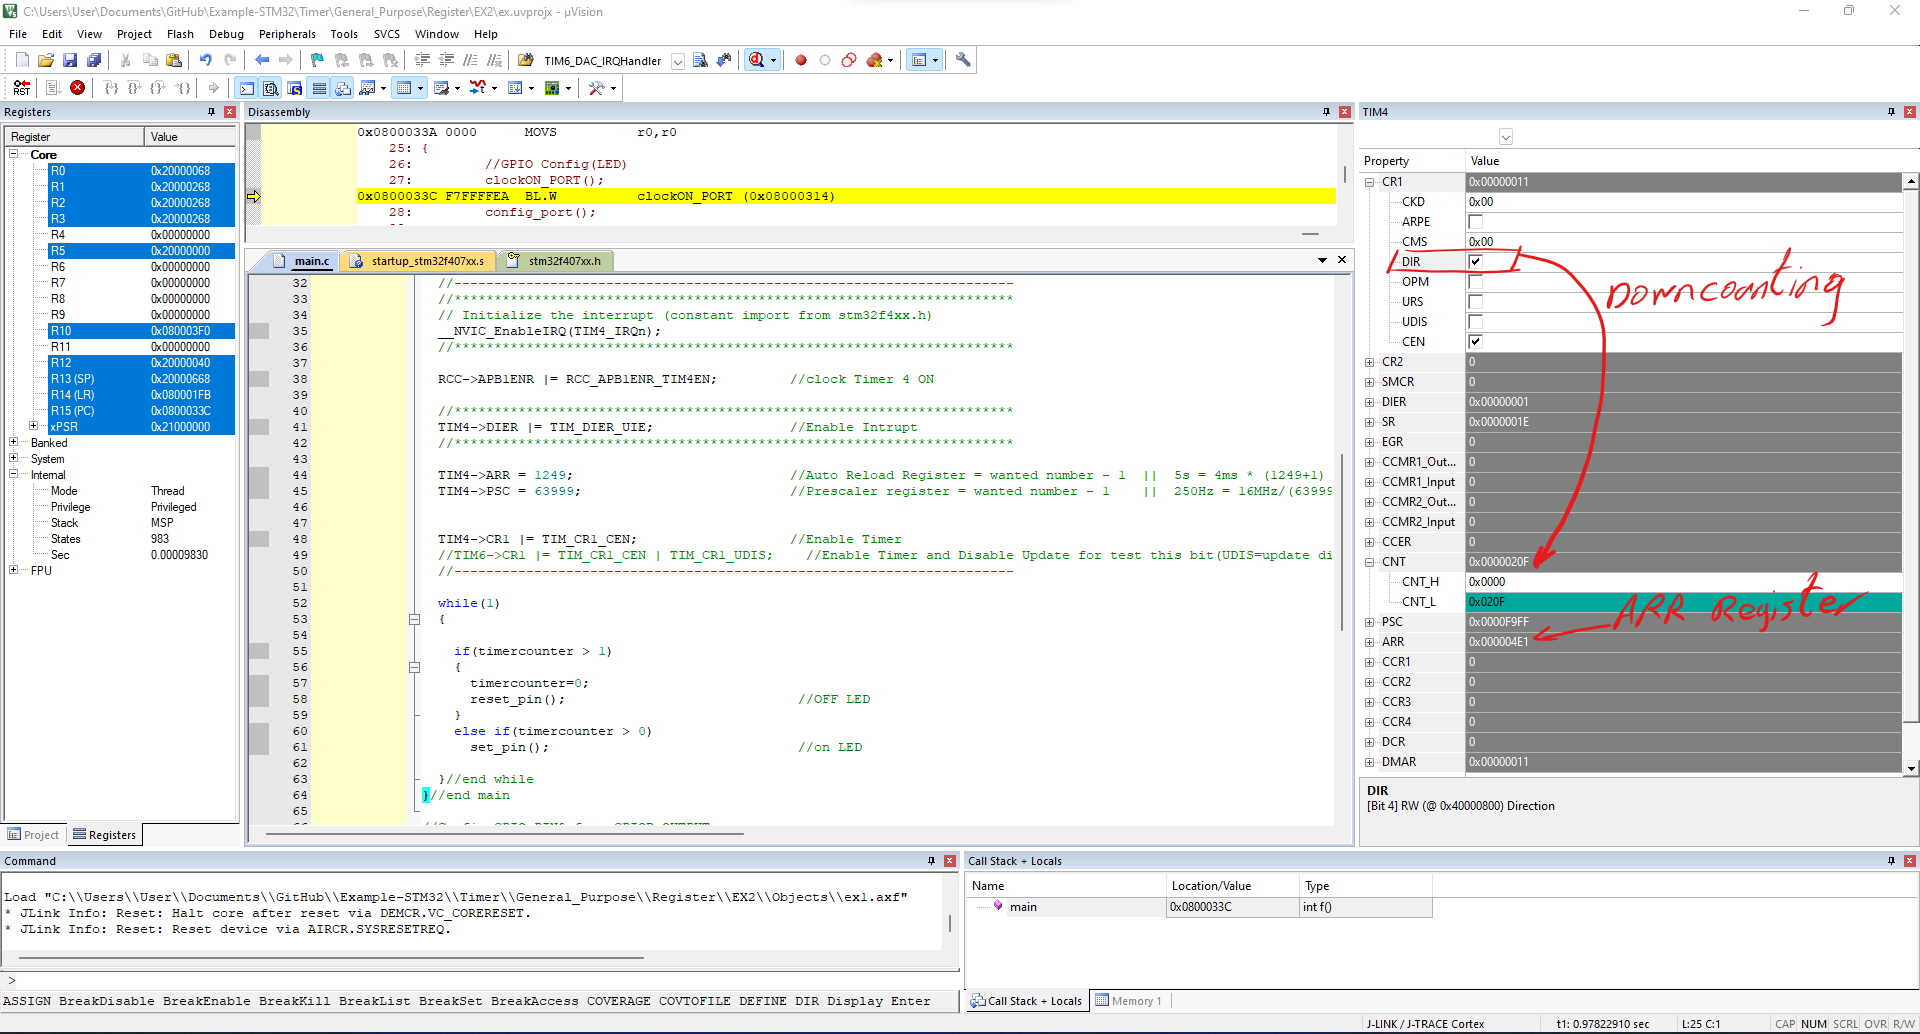 C:\Users\User\Documents\GitHub\Example-STM32\Timer\General_Purpose\Register\EX2\ex.uvprojx - µVision
File Edit View Project Flash Debug Peripherals Tools SVCS Window Help
TIM6_DAC_IRQHandler
RST
Registers
Register Value
Core
R0 0x20000068
R1 0x20000268
R2 0x20000268
R3 0x20000268
R4 0x00000000
R5 0x20000000
R6 0x00000000
R7 0x00000000
R8 0x00000000
R9 0x00000000
R10 0x080003F0
R11 0x00000000
R12 0x20000040
R13 (SP) 0x20000668
R14 (LR) 0x080001FB
R15 (PC) 0x0800033C
xPSR 0x21000000
Banked
System
Internal
Mode Thread
Privilege Privileged
Stack MSP
States 983
Sec 0.00009830
FPU
Project Registers
Disassembly
0x0800033A 0000 MOVS r0,r0
25: {
26: //GPIO Config(LED)
27: clockON_PORT();
0x0800033C F7FFFFEA BL.W clockON_PORT (0x08000314)
28: config_port();
main.c startup_stm32f407xx.s stm32f407xx.h
32 //----------------------------------------------------------------------
33 //**********************************************************************
34 // Initialize the interrupt (constant import from stm32f4xx.h)
35 __NVIC_EnableIRQ(TIM4_IRQn);
36 //**********************************************************************
37
38 RCC->APB1ENR |= RCC_APB1ENR_TIM4EN; //clock Timer 4 ON
39
40 //**********************************************************************
41 TIM4->DIER |= TIM_DIER_UIE; //Enable Intrupt
42 //**********************************************************************
43
44 TIM4->ARR = 1249; //Auto Reload Register = wanted number - 1 || 5s = 4ms * (1249+1)
45 TIM4->PSC = 63999; //Prescaler register = wanted number - 1 || 250Hz = 16MHz/(63999
46
47
48 TIM4->CR1 |= TIM_CR1_CEN; //Enable Timer
49 //TIM6->CR1 |= TIM_CR1_CEN | TIM_CR1_UDIS; //Enable Timer and Disable Update for test this bit(UDIS=update di
50 //----------------------------------------------------------------------
51
52 while(1)
53 {
54
55 if(timercounter > 1)
56 {
57 timercounter=0;
58 reset_pin(); //OFF LED
59 }
60 else if(timercounter > 0)
61 set_pin(); //on LED
62
63 }//end while
64 }//end main
65
TIM4
Property Value
CR1 0x00000011
CKD 0x00
ARPE
CMS 0x00
DIR
OPM
URS
UDIS
CEN
Downcounting
CR2 0
SMCR 0
DIER 0x00000001
SR 0x0000001E
EGR 0
CCMR1_Out... 0
CCMR1_Input 0
CCMR2_Out... 0
CCMR2_Input 0
CCER 0
CNT 0x0000020F
CNT_H 0x0000
CNT_L 0x020F
ARR Register
PSC 0x0000F9FF
ARR 0x000004E1
CCR1 0
CCR2 0
CCR3 0
CCR4 0
DCR 0
DMAR 0x00000011
DIR
[Bit 4] RW (@ 0x40000800) Direction
Command
Load "C:\\Users\\User\\Documents\\GitHub\\Example-STM32\\Timer\\General_Purpose\\Register\\EX2\\Objects\\ex1.axf"
* JLink Info: Reset: Halt core after reset via DEMCR.VC_CORERESET.
* JLink Info: Reset: Reset device via AIRCR.SYSRESETREQ.
>
ASSIGN BreakDisable BreakEnable BreakKill BreakList BreakSet BreakAccess COVERAGE COVTOFILE DEFINE DIR Display Enter
Call Stack + Locals
Name Location/Value Type
main 0x0800033C int f()
Call Stack + Locals Memory 1
J-LINK / J-TRACE Cortex t1: 0.97822910 sec L:25 C:1 CAP NUM SCRL OVR R/W